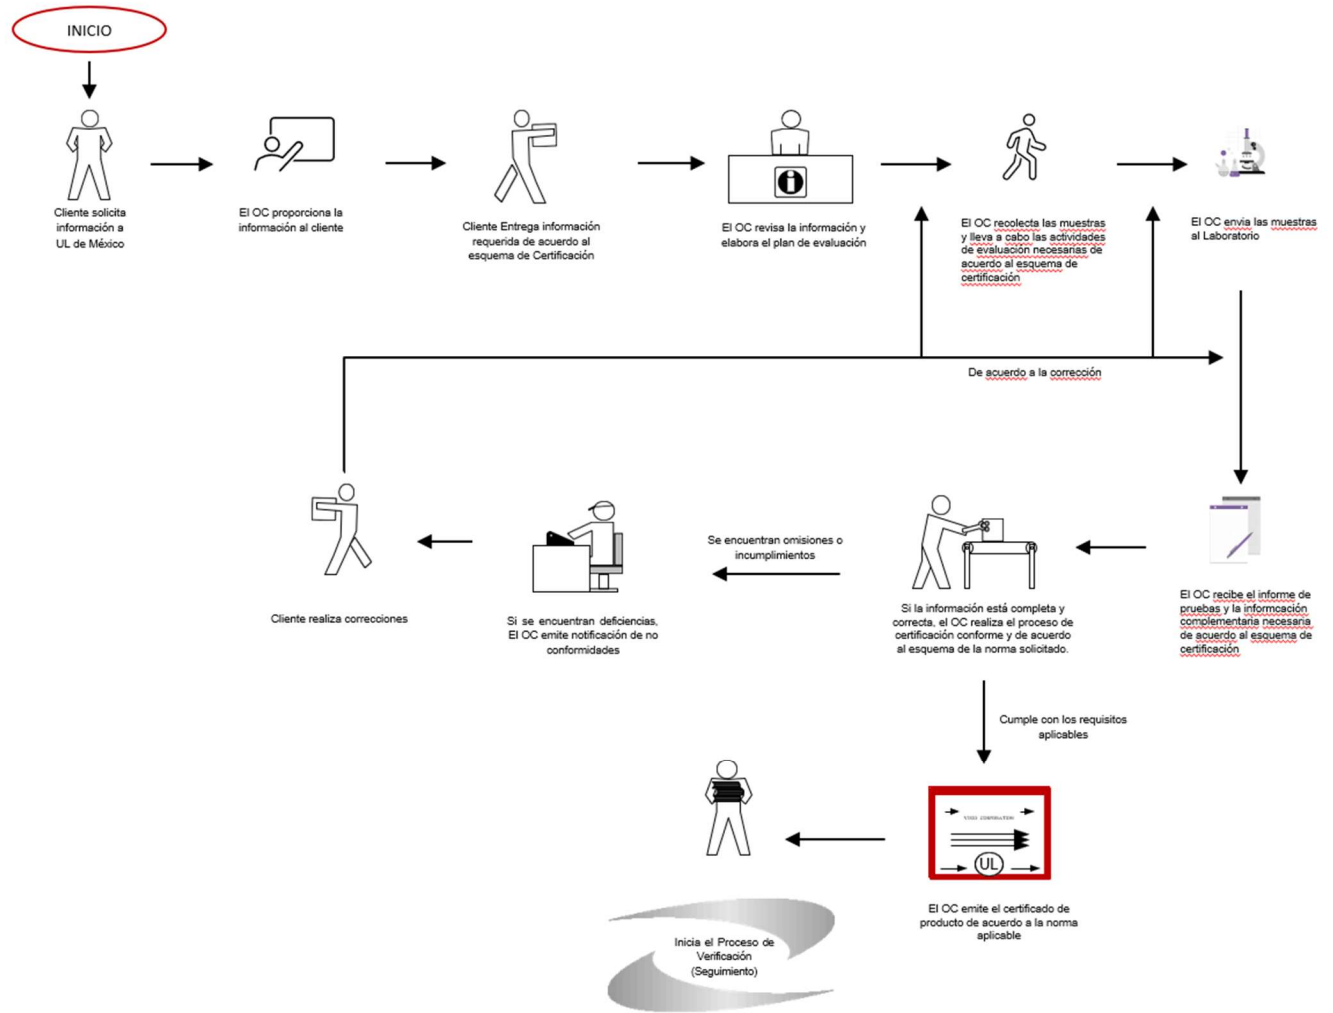 INICIO
Cliente solicita
información a
UL de México
El OC proporciona la
información al cliente
Cliente Entrega información
requerida de acuerdo al
esquema de Certificación
El OC revisa la información y
elabora el plan de evaluación
El OC recolecta las muestras
y lleva a cabo las actividades
de evaluación necesarias de
acuerdo al esquema de
certificación
El OC envia las muestras
al Laboratorio
De acuerdo a la corrección
Cliente realiza correcciones
Si se encuentran deficiencias,
El OC emite notificación de no
conformidades
Se encuentran omisiones o
incumplimientos
Si la información está completa y
correcta, el OC realiza el proceso de
certificación conforme y de acuerdo
al esquema de la norma solicitado.
El OC recibe el informe de
pruebas y la informcación
complementaria necesaria
de acuerdo al esquema de
certificación
Cumple con los requisitos
aplicables
UL
El OC emite el certificado de
producto de acuerdo a la norma
aplicable
Inicia el Proceso de
Verificación
(Seguimiento)